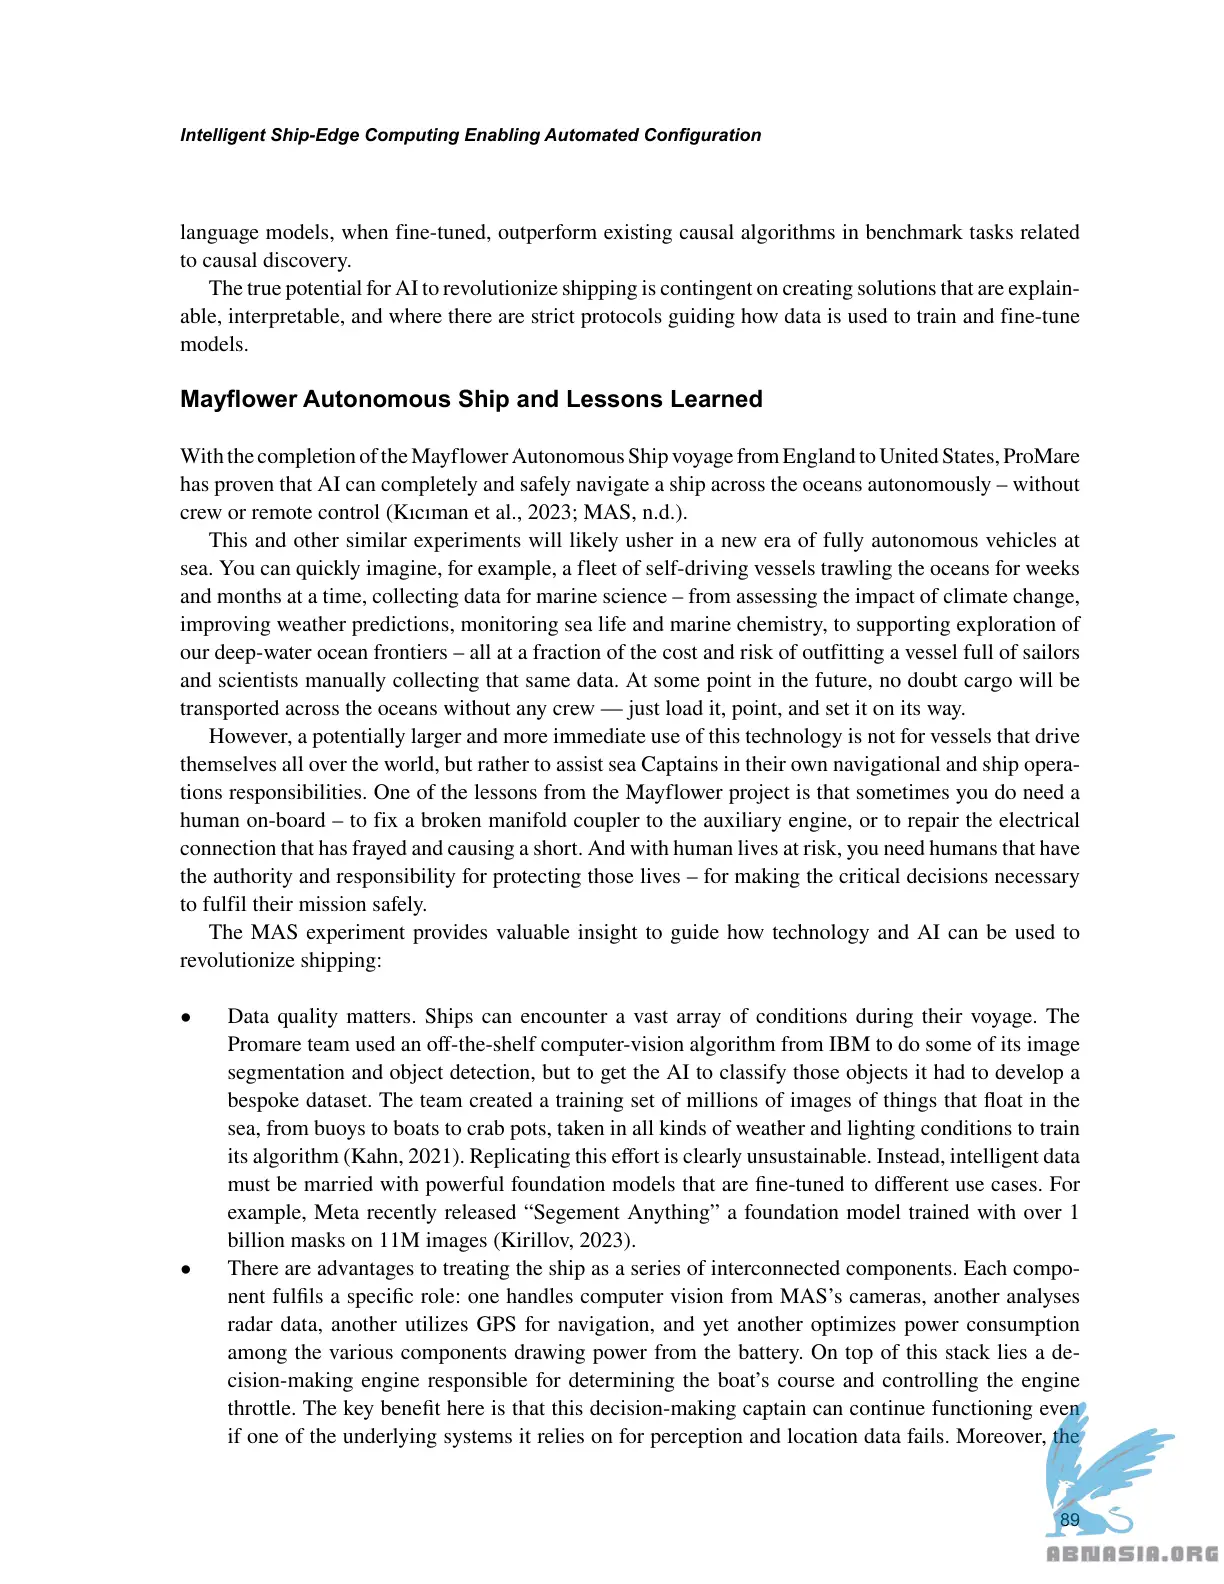 Intelligent Ship-Edge Computing Enabling Automated Configuration
language models, when fine-tuned, outperform existing causal algorithms in benchmark tasks related
to causal discovery.
The true potential for AI to revolutionize shipping is contingent on creating solutions that are explain-
able, interpretable, and where there are strict protocols guiding how data is used to train and fine-tune
models.
Mayflower Autonomous Ship and Lessons Learned
With the completion of the Mayflower Autonomous Ship voyage from England to United States, ProMare
has proven that AI can completely and safely navigate a ship across the oceans autonomously – without
crew or remote control (Kıcıman et al., 2023; MAS, n.d.).
This and other similar experiments will likely usher in a new era of fully autonomous vehicles at
sea. You can quickly imagine, for example, a fleet of self-driving vessels trawling the oceans for weeks
and months at a time, collecting data for marine science – from assessing the impact of climate change,
improving weather predictions, monitoring sea life and marine chemistry, to supporting exploration of
our deep-water ocean frontiers – all at a fraction of the cost and risk of outfitting a vessel full of sailors
and scientists manually collecting that same data. At some point in the future, no doubt cargo will be
transported across the oceans without any crew — just load it, point, and set it on its way.
However, a potentially larger and more immediate use of this technology is not for vessels that drive
themselves all over the world, but rather to assist sea Captains in their own navigational and ship opera-
tions responsibilities. One of the lessons from the Mayflower project is that sometimes you do need a
human on-board – to fix a broken manifold coupler to the auxiliary engine, or to repair the electrical
connection that has frayed and causing a short. And with human lives at risk, you need humans that have
the authority and responsibility for protecting those lives – for making the critical decisions necessary
to fulfil their mission safely.
The MAS experiment provides valuable insight to guide how technology and AI can be used to
revolutionize shipping:
● Data quality matters. Ships can encounter a vast array of conditions during their voyage. The
Promare team used an off-the-shelf computer-vision algorithm from IBM to do some of its image
segmentation and object detection, but to get the AI to classify those objects it had to develop a
bespoke dataset. The team created a training set of millions of images of things that float in the
sea, from buoys to boats to crab pots, taken in all kinds of weather and lighting conditions to train
its algorithm (Kahn, 2021). Replicating this effort is clearly unsustainable. Instead, intelligent data
must be married with powerful foundation models that are fine-tuned to different use cases. For
example, Meta recently released “Segement Anything” a foundation model trained with over 1
billion masks on 11M images (Kirillov, 2023).
● There are advantages to treating the ship as a series of interconnected components. Each compo-
nent fulfils a specific role: one handles computer vision from MAS’s cameras, another analyses
radar data, another utilizes GPS for navigation, and yet another optimizes power consumption
among the various components drawing power from the battery. On top of this stack lies a de-
cision-making engine responsible for determining the boat’s course and controlling the engine
throttle. The key benefit here is that this decision-making captain can continue functioning even
if one of the underlying systems it relies on for perception and location data fails. Moreover, the
89
ABNASIA.ORG